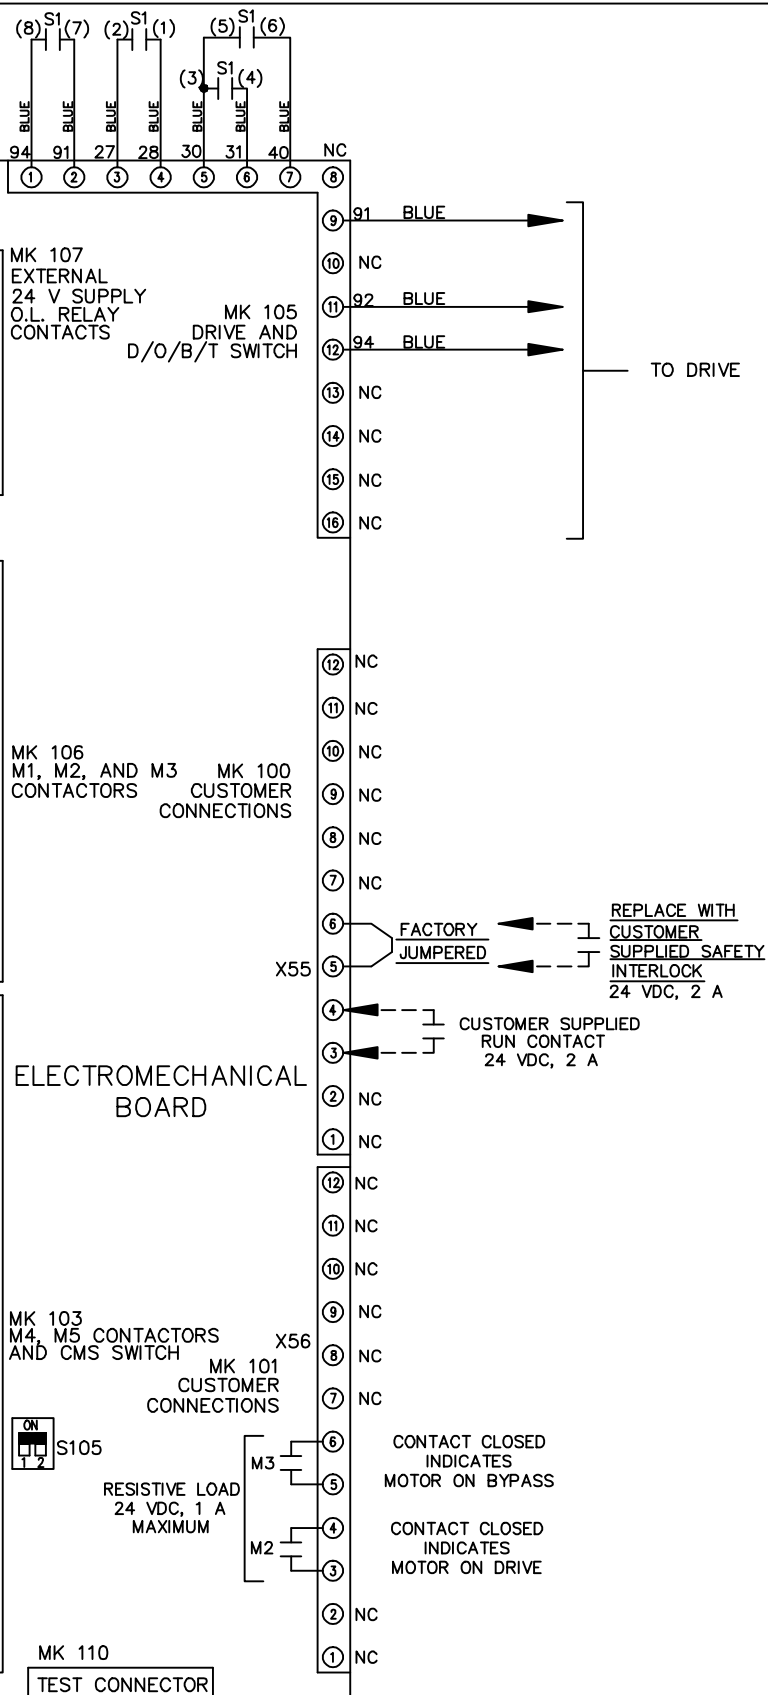 (8) S1 (7) (2) S1 (1) (5) S1 (6)
(3) S1 (4)
BLUE BLUE BLUE BLUE BLUE BLUE BLUE
94 91 27 28 30 31 40 NC
1 2 3 4 5 6 7 8
9 91 BLUE
10 NC
11 92 BLUE
12 94 BLUE
13 NC
14 NC
15 NC
16 NC
MK 107
EXTERNAL
24 V SUPPLY
O.L. RELAY
CONTACTS
MK 105
DRIVE AND
D/O/B/T SWITCH
TO DRIVE
12 NC
11 NC
10 NC
9 NC
8 NC
7 NC
6
X55 5
4
3
2 NC
1 NC
MK 106
M1, M2, AND M3
CONTACTORS
MK 100
CUSTOMER
CONNECTIONS
FACTORY
JUMPERED
REPLACE WITH
CUSTOMER
SUPPLIED SAFETY
INTERLOCK
24 VDC, 2 A
CUSTOMER SUPPLIED
RUN CONTACT
24 VDC, 2 A
ELECTROMECHANICAL
BOARD
12 NC
11 NC
10 NC
9 NC
X56
8 NC
7 NC
6
5
4
3
2 NC
1 NC
MK 103
M4, M5 CONTACTORS
AND CMS SWITCH
MK 101
CUSTOMER
CONNECTIONS
ON
1 2
S105
RESISTIVE LOAD
24 VDC, 1 A
MAXIMUM
M3
M2
CONTACT CLOSED
INDICATES
MOTOR ON BYPASS
CONTACT CLOSED
INDICATES
MOTOR ON DRIVE
MK 110
TEST CONNECTOR